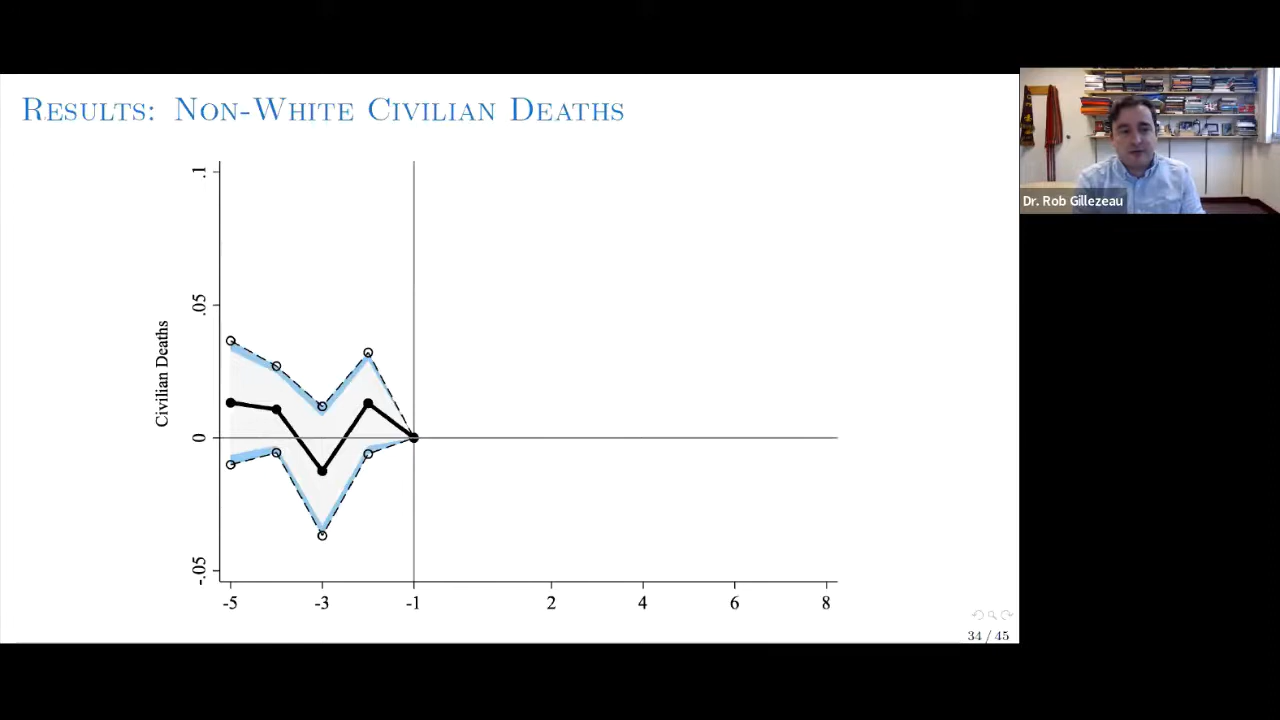 Results: Non-White Civilian Deaths
Dr. Rob Gillezeau
.1
.05
0
-.05
Civilian Deaths
-5 -3 -1 2 4 6 8
34 / 45